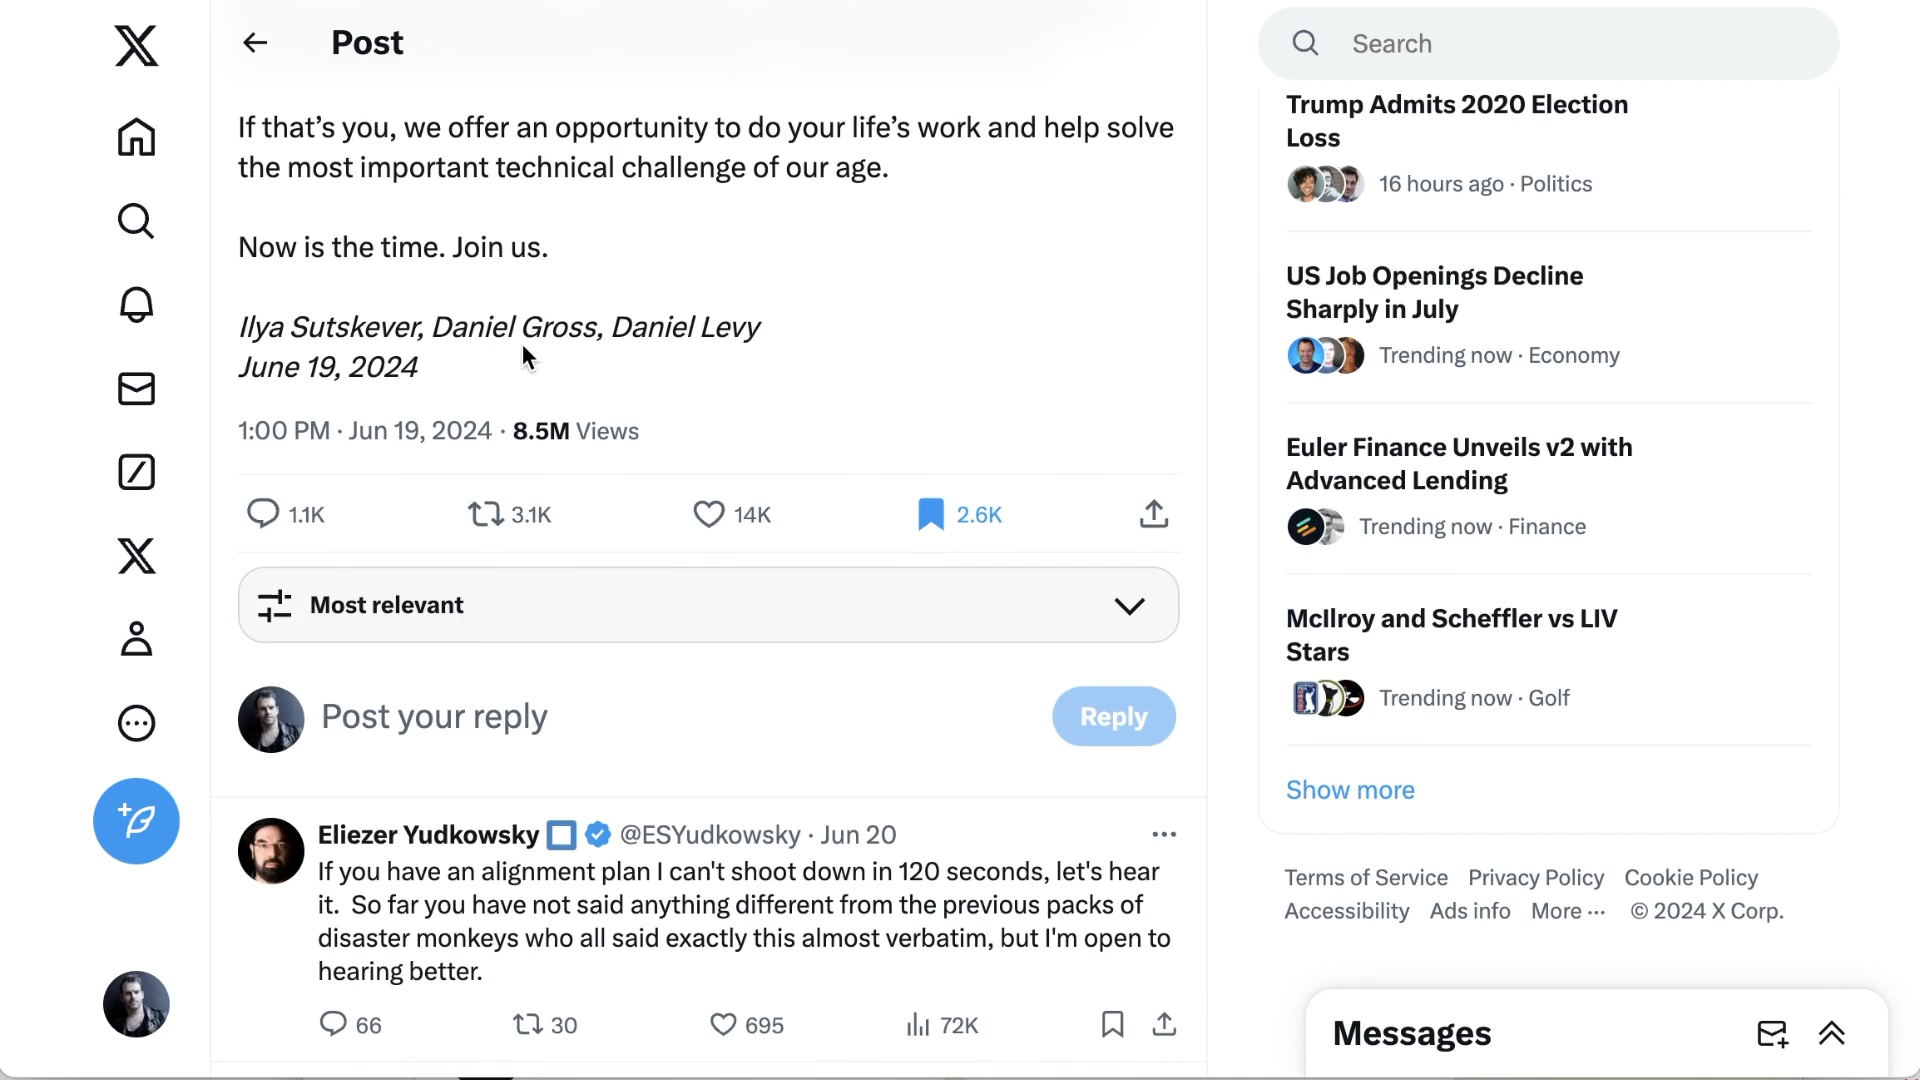 Post
If that’s you, we offer an opportunity to do your life’s work and help solve
the most important technical challenge of our age.
Now is the time. Join us.
Ilya Sutskever, Daniel Gross, Daniel Levy
June 19, 2024
1:00 PM · Jun 19, 2024 · 8.5M Views
1.1K 3.1K 14K 2.6K
Most relevant
Post your reply
Reply
Eliezer Yudkowsky @ESYudkowsky · Jun 20
If you have an alignment plan I can't shoot down in 120 seconds, let's hear
it.  So far you have not said anything different from the previous packs of
disaster monkeys who all said exactly this almost verbatim, but I'm open to
hearing better.
66 30 695 72K
Search
Trump Admits 2020 Election
Loss
16 hours ago · Politics
US Job Openings Decline
Sharply in July
Trending now · Economy
Euler Finance Unveils v2 with
Advanced Lending
Trending now · Finance
McIlroy and Scheffler vs LIV
Stars
Trending now · Golf
Show more
Terms of Service Privacy Policy Cookie Policy
Accessibility Ads info More ··· © 2024 X Corp.
Messages